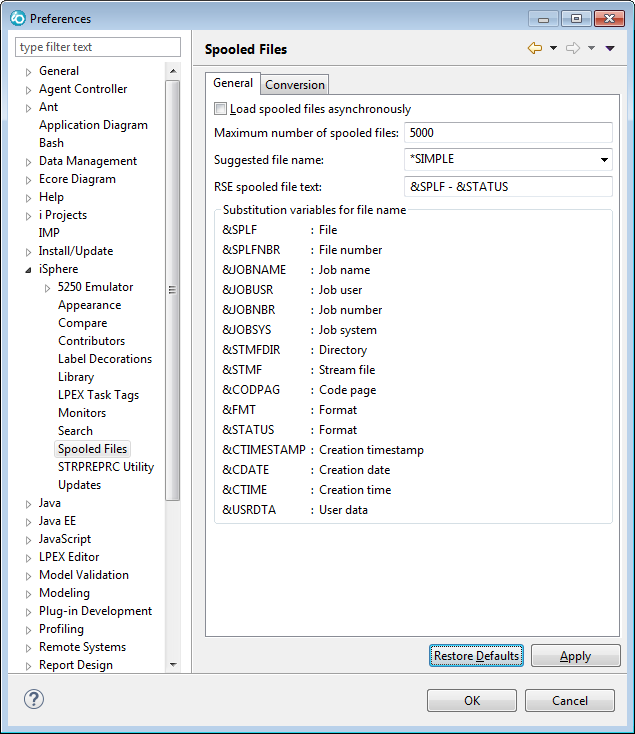 Preferences
type filter text
General
Agent Controller
Ant
Application Diagram
Bash
Data Management
Ecore Diagram
Help
i Projects
IMP
Install/Update
iSphere
5250 Emulator
Appearance
Compare
Contributors
Label Decorations
Library
LPEX Task Tags
Monitors
Search
Spooled Files
STRPREPRC Utility
Updates
Java
Java EE
JavaScript
LPEX Editor
Model Validation
Modeling
Plug-in Development
Profiling
Remote Systems
Report Design
Spooled Files
General Conversion
Load spooled files asynchronously
Maximum number of spooled files: 5000
Suggested file name: *SIMPLE
RSE spooled file text: &SPLF - &STATUS
Substitution variables for file name
&SPLF : File
&SPLFNBR : File number
&JOBNAME : Job name
&JOBUSR : Job user
&JOBNBR : Job number
&JOBSYS : Job system
&STMFDIR : Directory
&STMF : Stream file
&CODPAG : Code page
&FMT : Format
&STATUS : Format
&CTIMESTAMP : Creation timestamp
&CDATE : Creation date
&CTIME : Creation time
&USRDTA : User data
Restore Defaults Apply
? OK Cancel